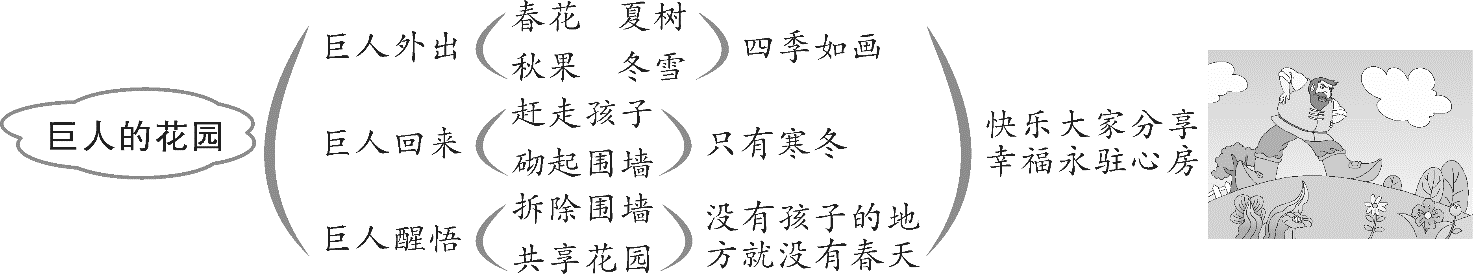 巨人的花园
巨人外出
春花 夏树
秋果 冬雪
四季如画
巨人回来
赶走孩子
砌起围墙
只有寒冬
巨人醒悟
拆除围墙
共享花园
没有孩子的地
方就没有春天
快乐大家分享
幸福永驻心房